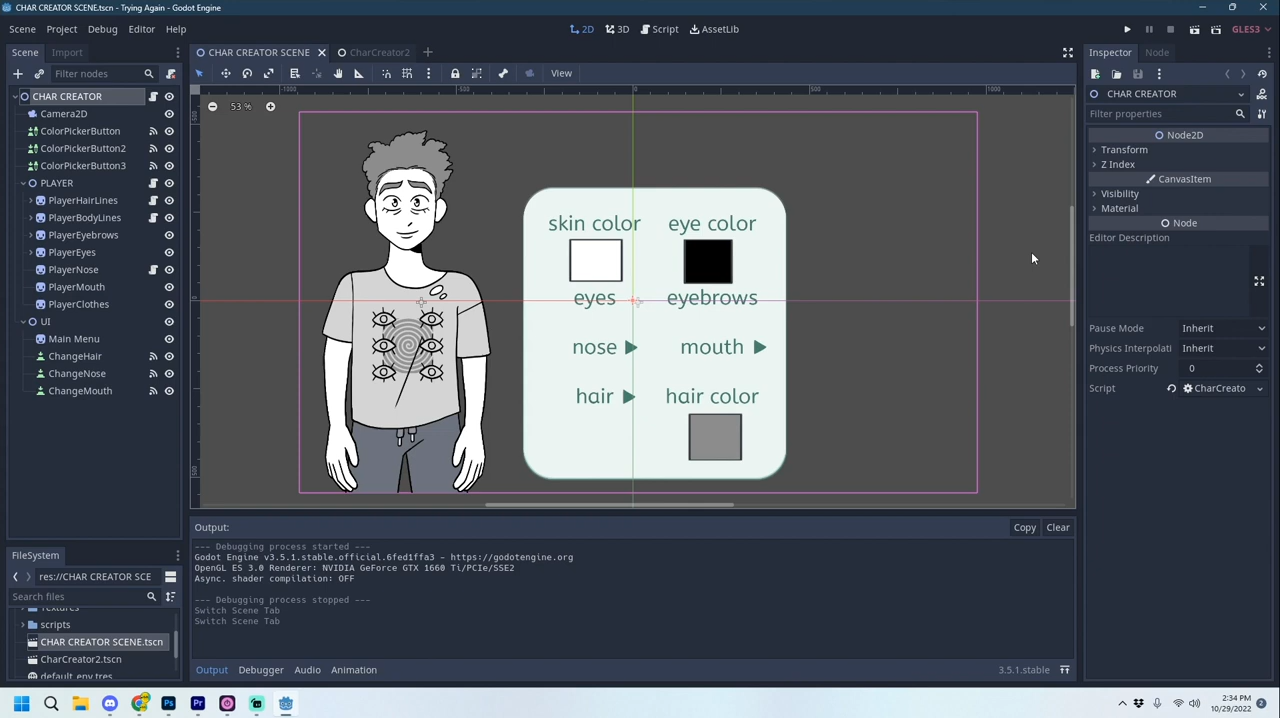 CHAR CREATOR SCENE.tscn - Trying Again - Godot Engine
Scene Project Debug Editor Help
2D 3D Script AssetLib
GLES3
Scene Import
CHAR CREATOR SCENE CharCreator2
Inspector Node
Filter nodes
View
CHAR CREATOR
Camera2D
ColorPickerButton
ColorPickerButton2
ColorPickerButton3
PLAYER
PlayerHairLines
PlayerBodyLines
PlayerEyebrows
PlayerEyes
PlayerNose
PlayerMouth
PlayerClothes
UI
Main Menu
ChangeHair
ChangeNose
ChangeMouth
53 %
-1000 -500 0 500 1000
skin color eye color
eyes eyebrows
nose mouth
hair hair color
CHAR CREATOR
Filter properties
Node2D
Transform
Z Index
CanvasItem
Visibility
Material
Node
Editor Description
Pause Mode Inherit
Physics Interpolati Inherit
Process Priority 0
Script CharCreato
Output:
Copy Clear
--- Debugging process started ---
Godot Engine v3.5.1.stable.official.6fed1ffa3 - https://godotengine.org
OpenGL ES 3.0 Renderer: NVIDIA GeForce GTX 1660 Ti/PCIe/SSE2
Async. shader compilation: OFF
--- Debugging process stopped ---
Switch Scene Tab
Switch Scene Tab
Output Debugger Audio Animation
3.5.1.stable
FileSystem
res://CHAR CREATOR SCE
Search files
Textures
scripts
CHAR CREATOR SCENE.tscn
CharCreator2.tscn
default_env.tres
2:34 PM
10/29/2022